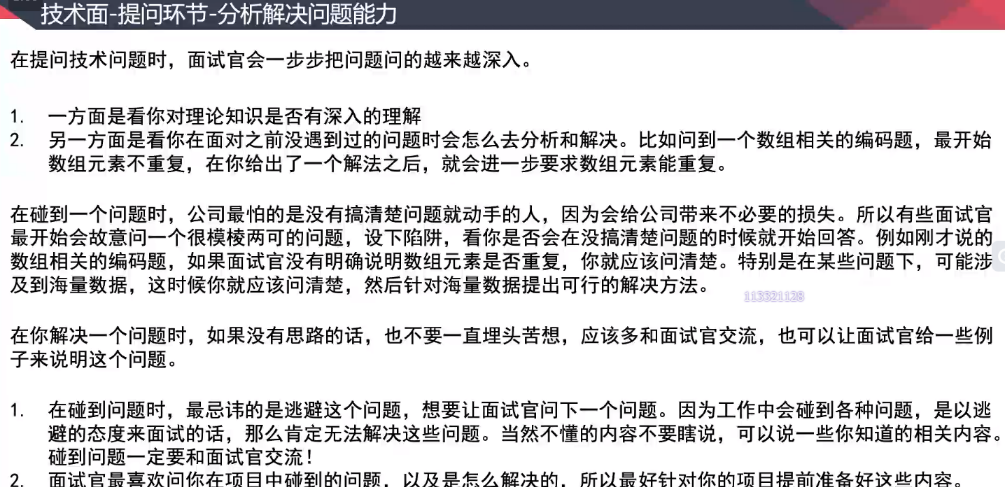 技术面-提问环节-分析解决问题能力
在提问技术问题时，面试官会一步步把问题问的越来越深入。
1. 一方面是看你对理论知识是否有深入的理解
2. 另一方面是看你在面对之前没遇到过的问题时会怎么去分析和解决。比如问到一个数组相关的编码题，最开始
数组元素不重复，在你给出了一个解法之后，就会进一步要求数组元素能重复。
在碰到一个问题时，公司最怕的是没有搞清楚问题就动手的人，因为会给公司带来不必要的损失。所以有些面试官
最开始会故意问一个很模棱两可的问题，设下陷阱，看你是否会在没搞清楚问题的时候就开始回答。例如刚才说的
数组相关的编码题，如果面试官没有明确说明数组元素是否重复，你就应该问清楚。特别是在某些问题下，可能涉
及到海量数据，这时候你就应该问清楚，然后针对海量数据提出可行的解决方法。
在你解决一个问题时，如果没有思路的话，也不要一直埋头苦想，应该多和面试官交流，也可以让面试官给一些例
子来说明这个问题。
1. 在碰到问题时，最忌讳的是逃避这个问题，想要让面试官问下一个问题。因为工作中会碰到各种问题，是以逃
避的态度来面试的话，那么肯定无法解决这些问题。当然不懂的内容不要瞎说，可以说一些你知道的相关内容。
碰到问题一定要和面试官交流！
2. 面试官最喜欢问你在项目中碰到的问题，以及是怎么解决的，所以最好针对你的项目提前准备好这些内容。